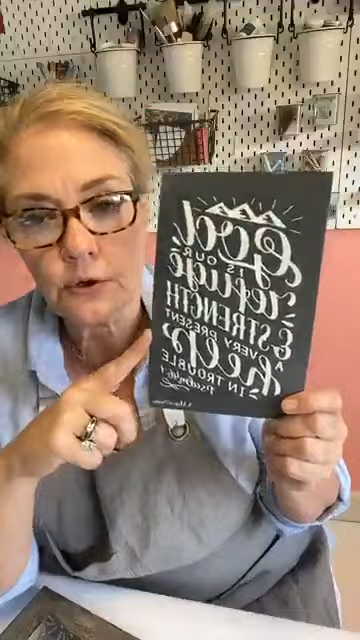 God
IS OUR
refuge
& STRENGTH
A VERY PRESENT
help
IN TROUBLE
Psalm 46:1